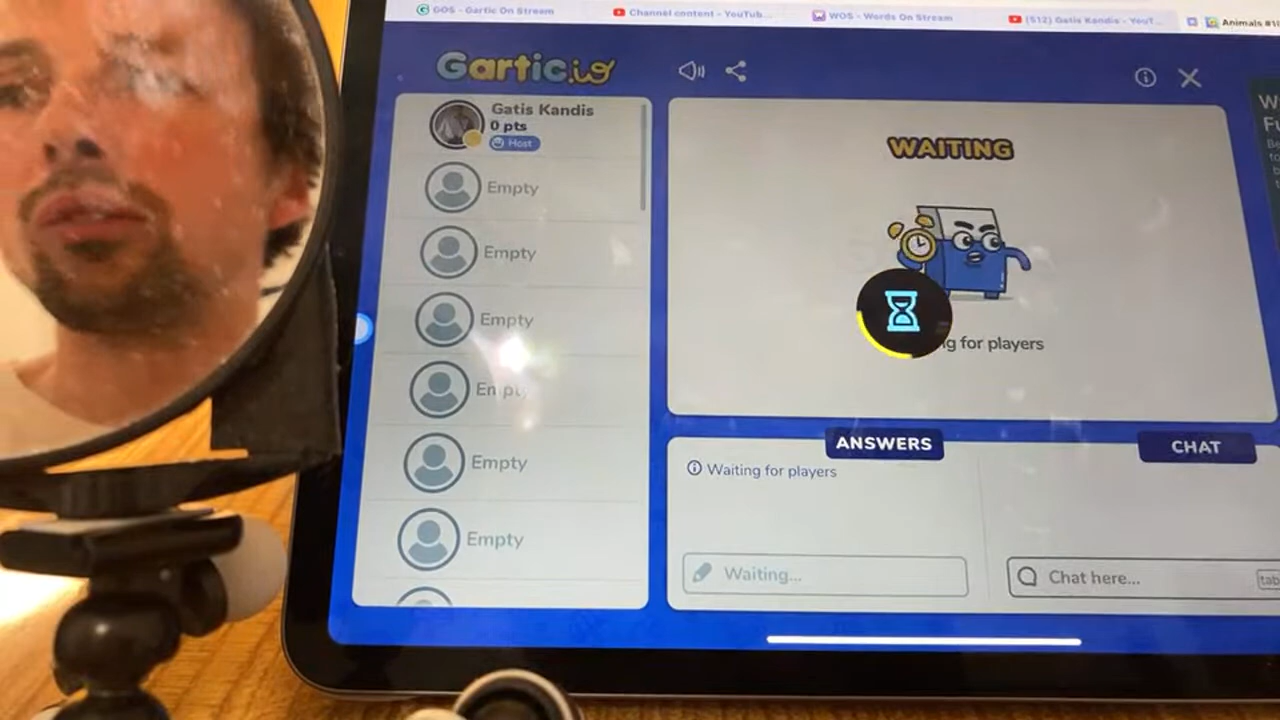 GOS - Gartic On Stream
Channel content - YouTub...
WOS - Words On Stream
(512) Gatis Kandis - YouT...
Animals #10
Gartic.io
Gatis Kandis
0 pts
Host
Empty
Empty
Empty
Empty
Empty
Empty
WAITING
for players
ANSWERS
CHAT
Waiting for players
Waiting...
Chat here...
tab